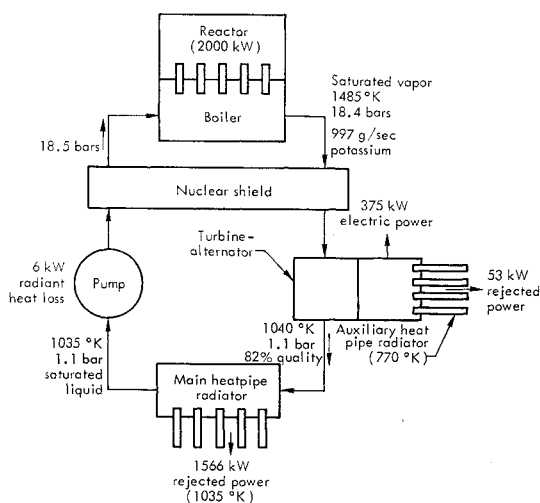 Reactor
(2000 kW)
Boiler
Saturated vapor
1485 °K
18.4 bars
18.5 bars
997 g/sec
potassium
Nuclear shield
375 kW
electric power
Turbine-
alternator
6 kW
radiant
heat loss
Pump
53 kW
rejected
power
1040 °K
1.1 bar
82% quality
Auxiliary heat
pipe radiator
(770 °K)
1035 °K
1.1 bar
saturated
liquid
Main heatpipe
radiator
1566 kW
rejected power
(1035 °K)